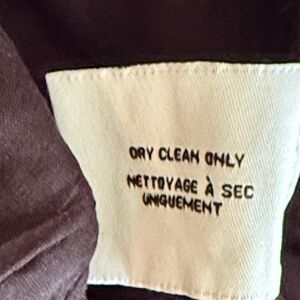 DRY CLEAN ONLY
NETTOYAGE À SEC
UNIQUEMENT